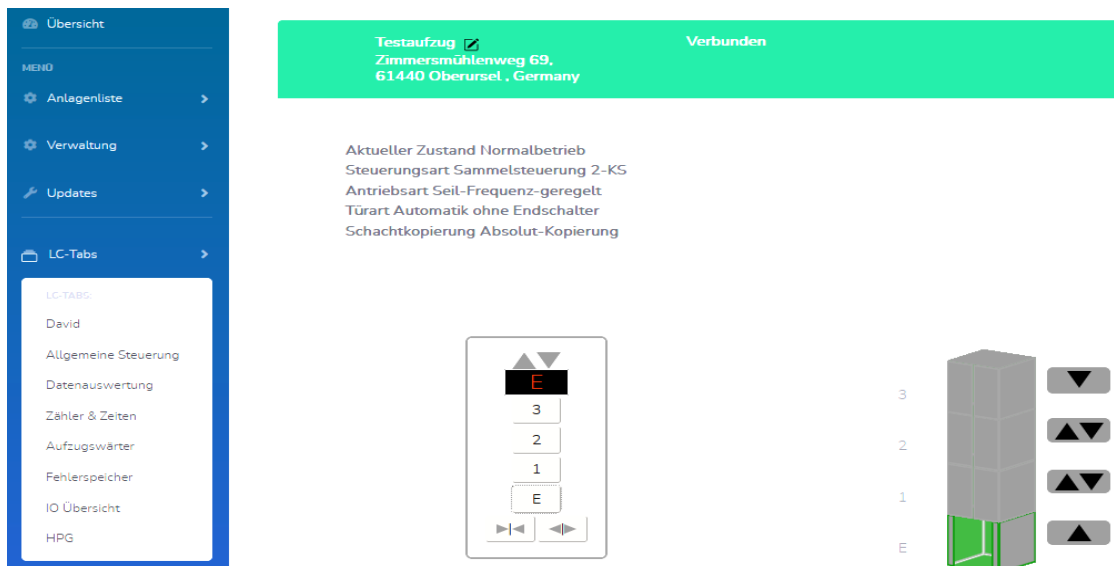 Übersicht
MENÜ
Anlagenliste
Verwaltung
Updates
LC-Tabs
LC-TABS:
David
Allgemeine Steuerung
Datenauswertung
Zähler & Zeiten
Aufzugswärter
Fehlerspeicher
IO Übersicht
HPG
Testaufzug
Verbunden
Zimmersmühlenweg 69,
61440 Oberursel , Germany
Aktueller Zustand Normalbetrieb
Steuerungsart Sammelsteuerung 2-KS
Antriebsart Seil-Frequenz-geregelt
Türart Automatik ohne Endschalter
Schachtkopierung Absolut-Kopierung
E
3
2
1
E
3
2
1
E